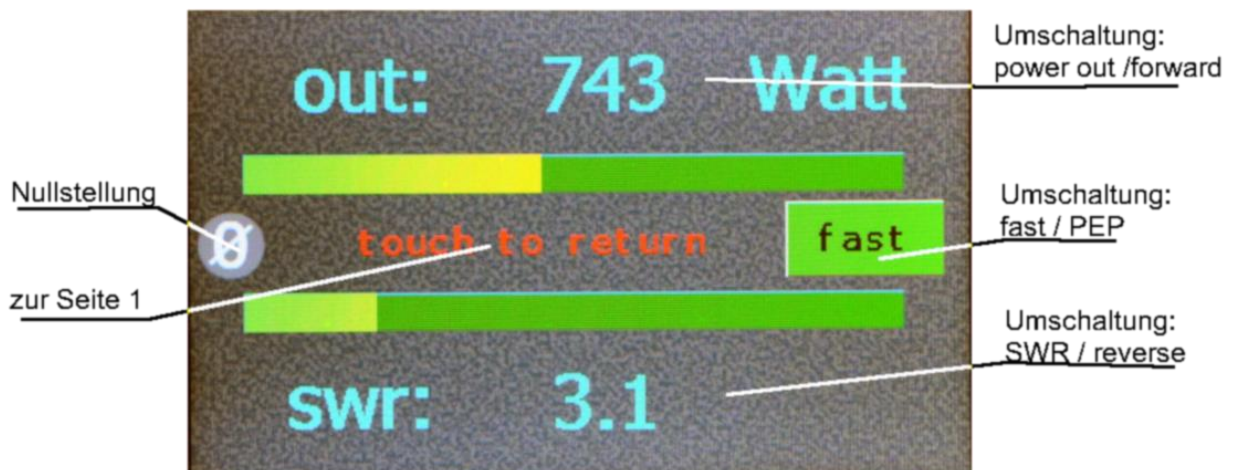 out: 743 Watt
Umschaltung:
power out /forward
Nullstellung
0
touch to return
fast
Umschaltung:
fast / PEP
zur Seite 1
Umschaltung:
SWR / reverse
swr: 3.1